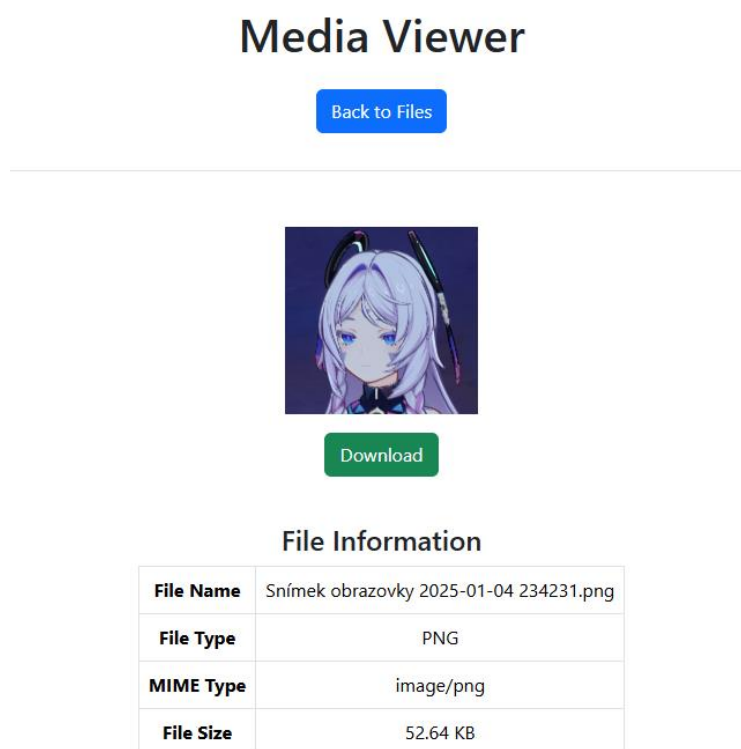 Media Viewer
Back to Files
Download
File Information
File Name Snímek obrazovky 2025-01-04 234231.png
File Type PNG
MIME Type image/png
File Size 52.64 KB